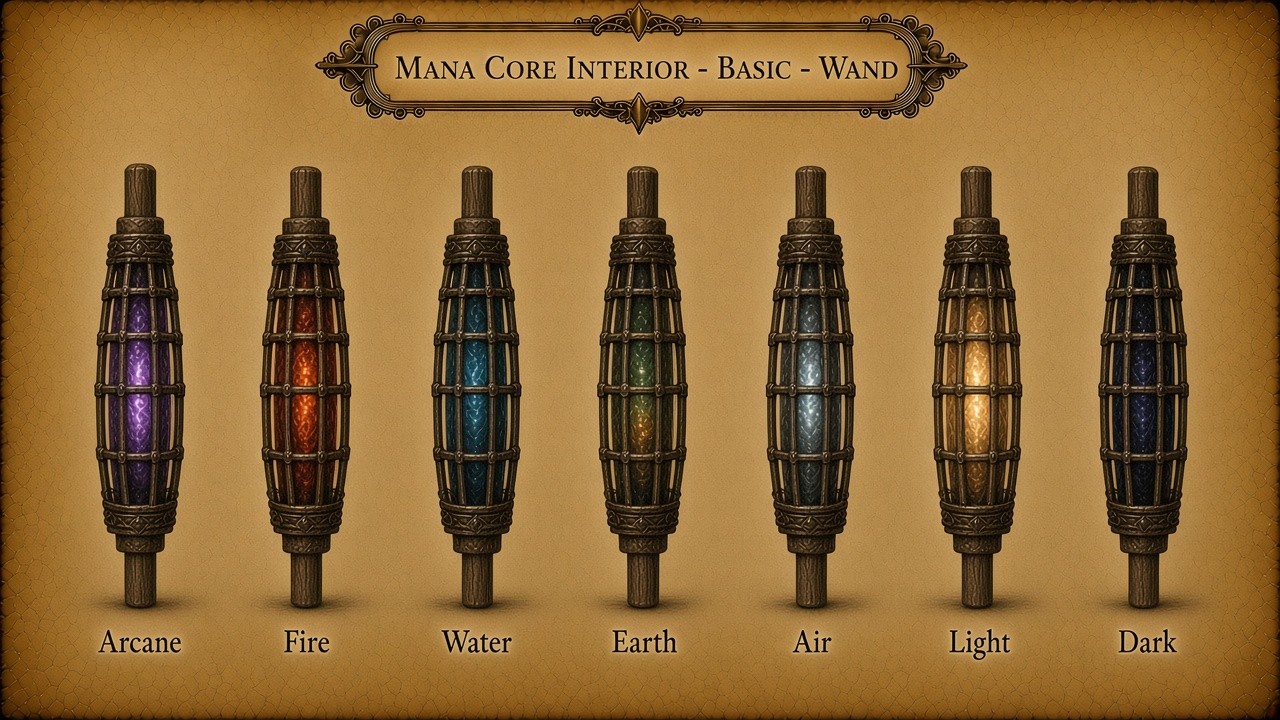 Mana Core Interior - Basic - Wand
Arcane
Fire
Water
Earth
Air
Light
Dark